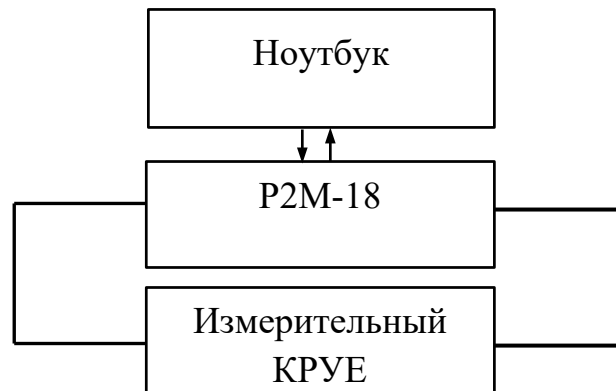 Ноутбук
Р2М-18
Измерительный
КРУЕ